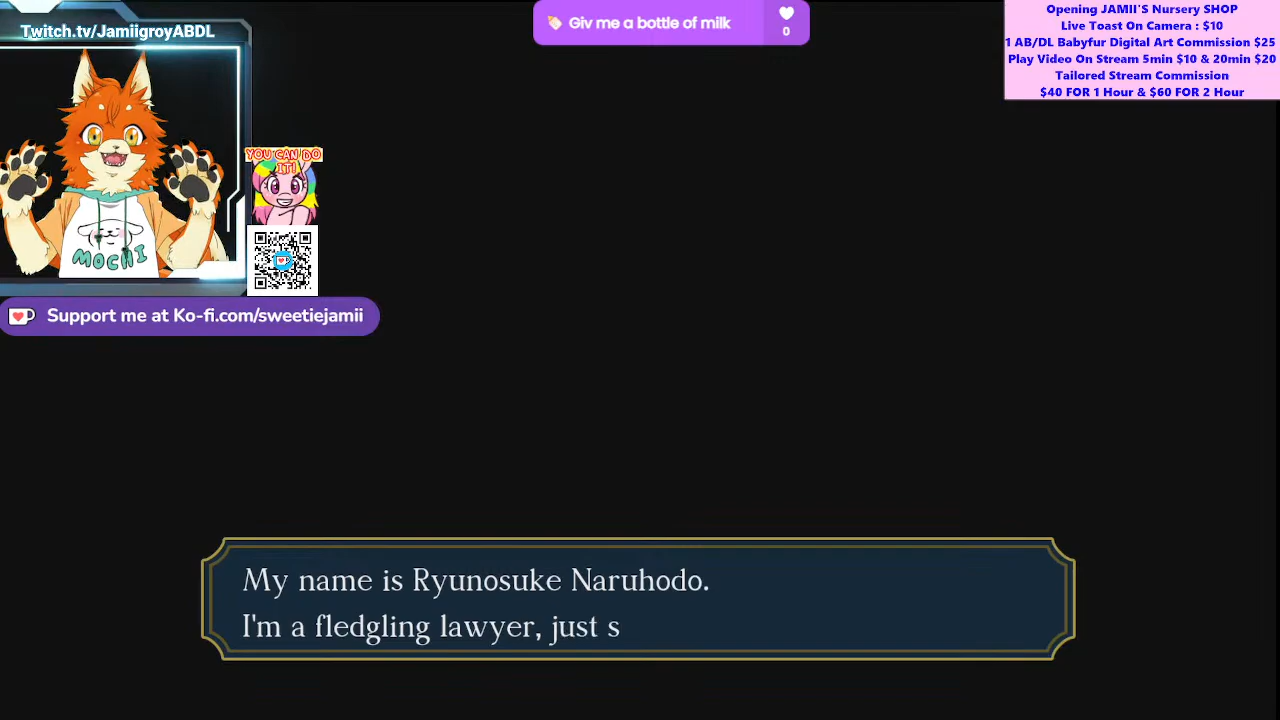 Twitch.tv/JamiigroyABDL
YOU CAN DO
IT!
MOCHI
Support me at Ko-fi.com/sweetiejamii
Giv me a bottle of milk
0
Opening JAMII'S Nursery SHOP
Live Toast On Camera : $10
1 AB/DL Babyfur Digital Art Commission $25
Play Video On Stream 5min $10 & 20min $20
Tailored Stream Commission
$40 FOR 1 Hour & $60 FOR 2 Hour
My name is Ryunosuke Naruhodo.
I'm a fledgling lawyer, just s